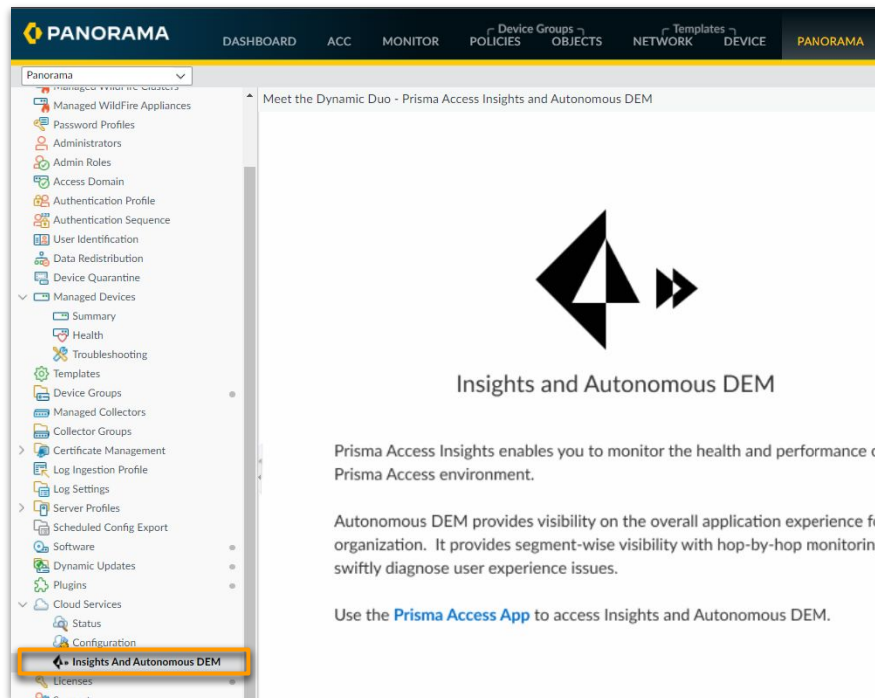 PANORAMA
Device Groups
Templates
DASHBOARD ACC MONITOR POLICIES OBJECTS NETWORK DEVICE PANORAMA
Panorama
Managed WildFire Clusters
Managed WildFire Appliances
Password Profiles
Administrators
Admin Roles
Access Domain
Authentication Profile
Authentication Sequence
User Identification
Data Redistribution
Device Quarantine
Managed Devices
Summary
Health
Troubleshooting
Templates
Device Groups
Managed Collectors
Collector Groups
Certificate Management
Log Ingestion Profile
Log Settings
Server Profiles
Scheduled Config Export
Software
Dynamic Updates
Plugins
Cloud Services
Status
Configuration
Insights And Autonomous DEM
Licenses
Meet the Dynamic Duo - Prisma Access Insights and Autonomous DEM
Insights and Autonomous DEM
Prisma Access Insights enables you to monitor the health and performance
Prisma Access environment.
Autonomous DEM provides visibility on the overall application experience
organization. It provides segment-wise visibility with hop-by-hop
swiftly diagnose user experience issues.
Use the Prisma Access App to access Insights and Autonomous DEM.